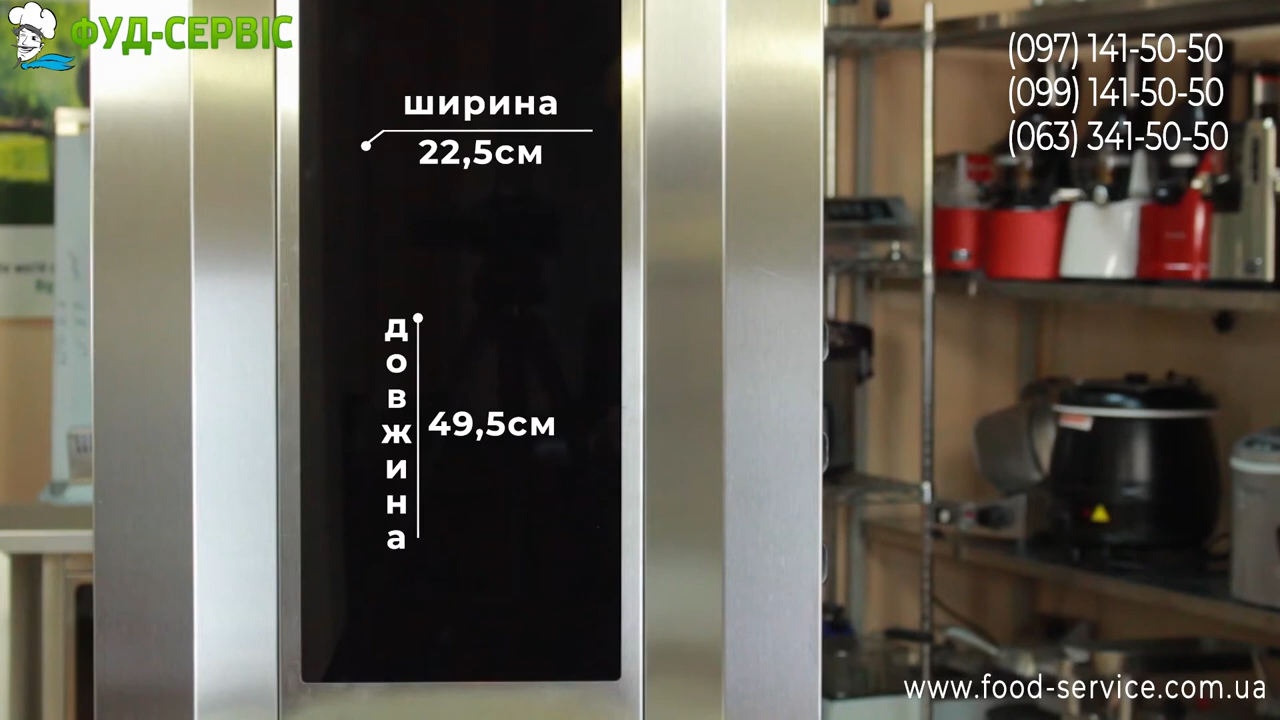 ФУД-СЕРВІС
(097) 141-50-50
(099) 141-50-50
(063) 341-50-50
ширина
22,5см
довжина
49,5см
www.food-service.com.ua